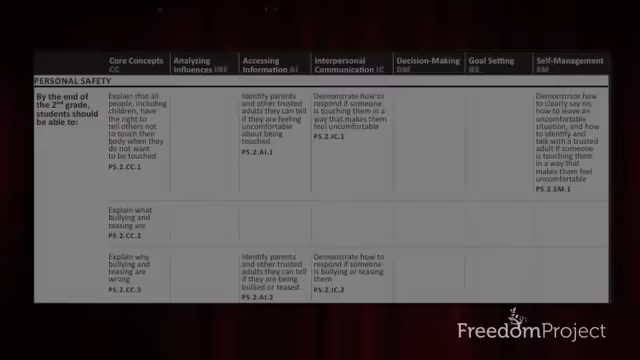 Core Concepts
CC
Analyzing
Influences INF
Accessing
Information AI
Interpersonal
Communication IC
Decision-Making
DM
Goal Setting
GS
Self-Management
SM
PERSONAL SAFETY
By the end
of the 2nd grade,
students should
be able to:
Explain that all
people, including
children, have
the right to
tell others not
to touch their
body when they
do not want
to be touched
PS.2.CC.1
Identify parents
and other trusted
adults they can tell
if they are feeling
uncomfortable
about being
touched
PS.2.AI.1
Demonstrate how to
respond if someone
is touching them in a
way that makes them
feel uncomfortable
PS.2.IC.1
Demonstrate how
to clearly say no,
how to leave an
uncomfortable
situation, and how
to identify and
talk with a trusted
adult if someone
is touching them
in a way that
makes them feel
uncomfortable
PS.2.SM.1
Explain what
bullying and
teasing are
PS.2.CC.2
Explain why
bullying and
teasing are
wrong
PS.2.CC.3
Identify parents
and other trusted
adults they can tell
if they are being
bullied or teased
PS.2.AI.2
Demonstrate how to
respond if someone
is bullying or teasing
them
PS.2.IC.2
FreedomProject